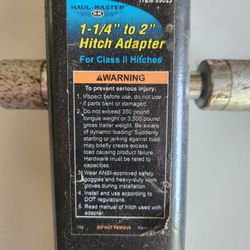 HAUL-MASTER
1-1/4" to 2"
Hitch Adapter
For Class II Hitches
WARNING
To prevent serious injury:
1. Inspect before use; do not use
if parts bent or damaged.
2. Do not exceed 350 pound
tongue weight or 3,500 pound
gross trailer weight. Be aware
of dynamic loading! Suddenly
starting or jerking against
load may briefly create
excess load causing product
failure. Hardware must be
rated to capacities.
3. Wear ANSI-approved safety
goggles and heavy-duty work
gloves during installation.
4. Install and use according to
DOT regulations.
5. Read manual of hitch used with
adapter.
DO NOT REMOVE